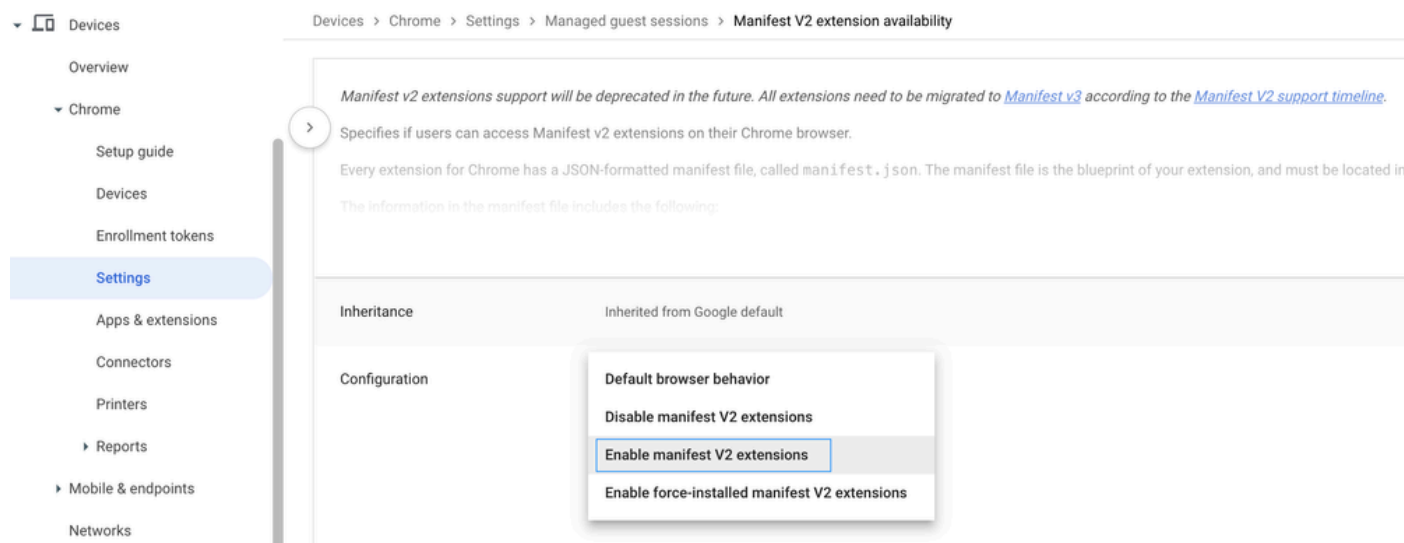 Devices
Overview
Chrome
Setup guide
Devices
Enrollment tokens
Settings
Apps & extensions
Connectors
Printers
Reports
Mobile & endpoints
Networks
Devices > Chrome > Settings > Managed guest sessions > Manifest V2 extension availability
Manifest v2 extensions support will be deprecated in the future. All extensions need to be migrated to Manifest v3 according to the Manifest V2 support timeline.
Specifies if users can access Manifest v2 extensions on their Chrome browser.
Every extension for Chrome has a JSON-formatted manifest file, called manifest.json. The manifest file is the blueprint of your extension, and must be located in
The information in the manifest file includes the following:
Inheritance
Inherited from Google default
Configuration
Default browser behavior
Disable manifest V2 extensions
Enable manifest V2 extensions
Enable force-installed manifest V2 extensions